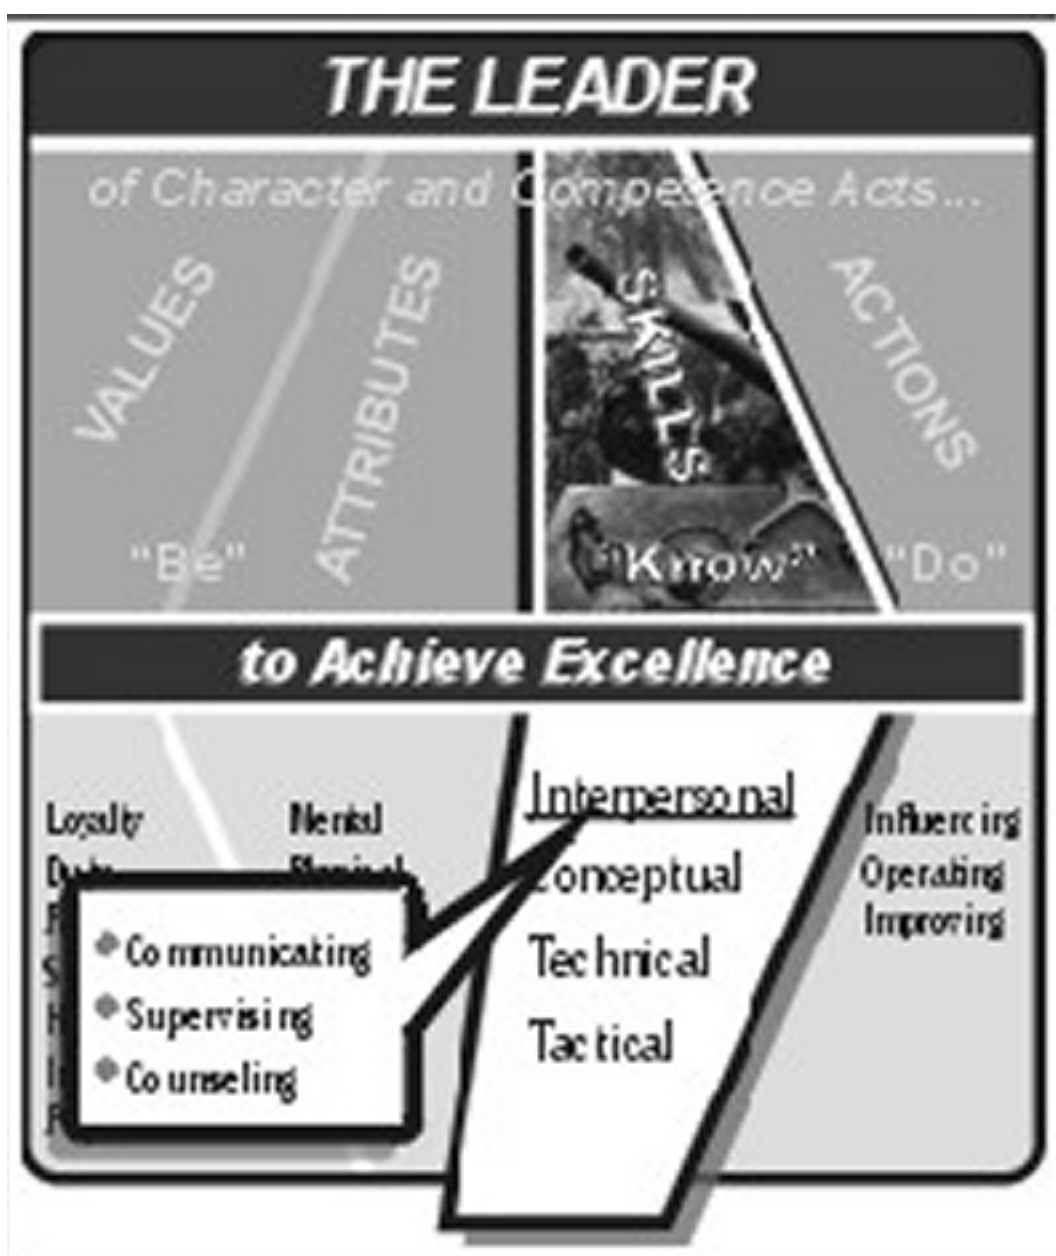 THE LEADER
of Character and Competence Acts...
VALUES
ATTRIBUTES
SKILLS
ACTIONS
"Be"
"Know"
"Do"
to Achieve Excellence
Loyalty
Mental
Interpersonal
Conceptual
Technical
Tactical
Influencing
Operating
Improving
Communicating
Supervising
Counseling